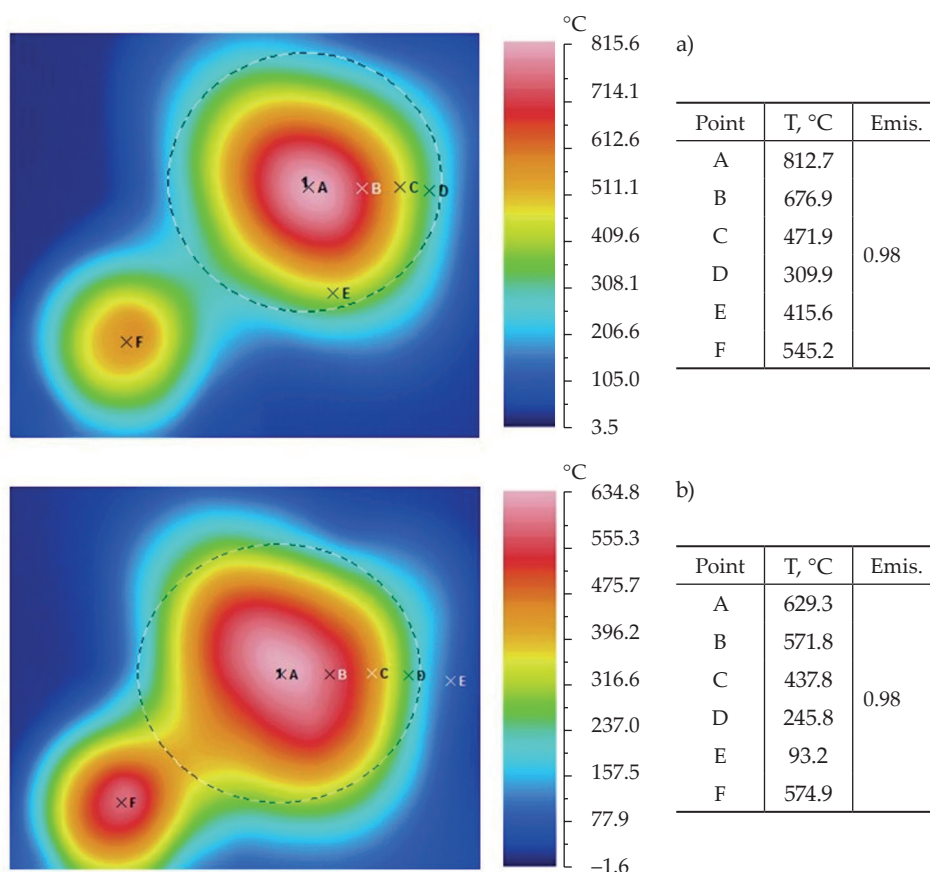 °C
815.6
714.1
612.6
511.1
409.6
308.1
206.6
105.0
3.5
1 A B C D
E
F
a)
Point T, °C Emis.
A 812.7
B 676.9
C 471.9
D 309.9
0.98
E 415.6
F 545.2
°C
634.8
555.3
475.7
396.2
316.6
237.0
157.5
77.9
–1.6
1 A B C D E
F
b)
Point T, °C Emis.
A 629.3
B 571.8
C 437.8
D 245.8
0.98
E 93.2
F 574.9